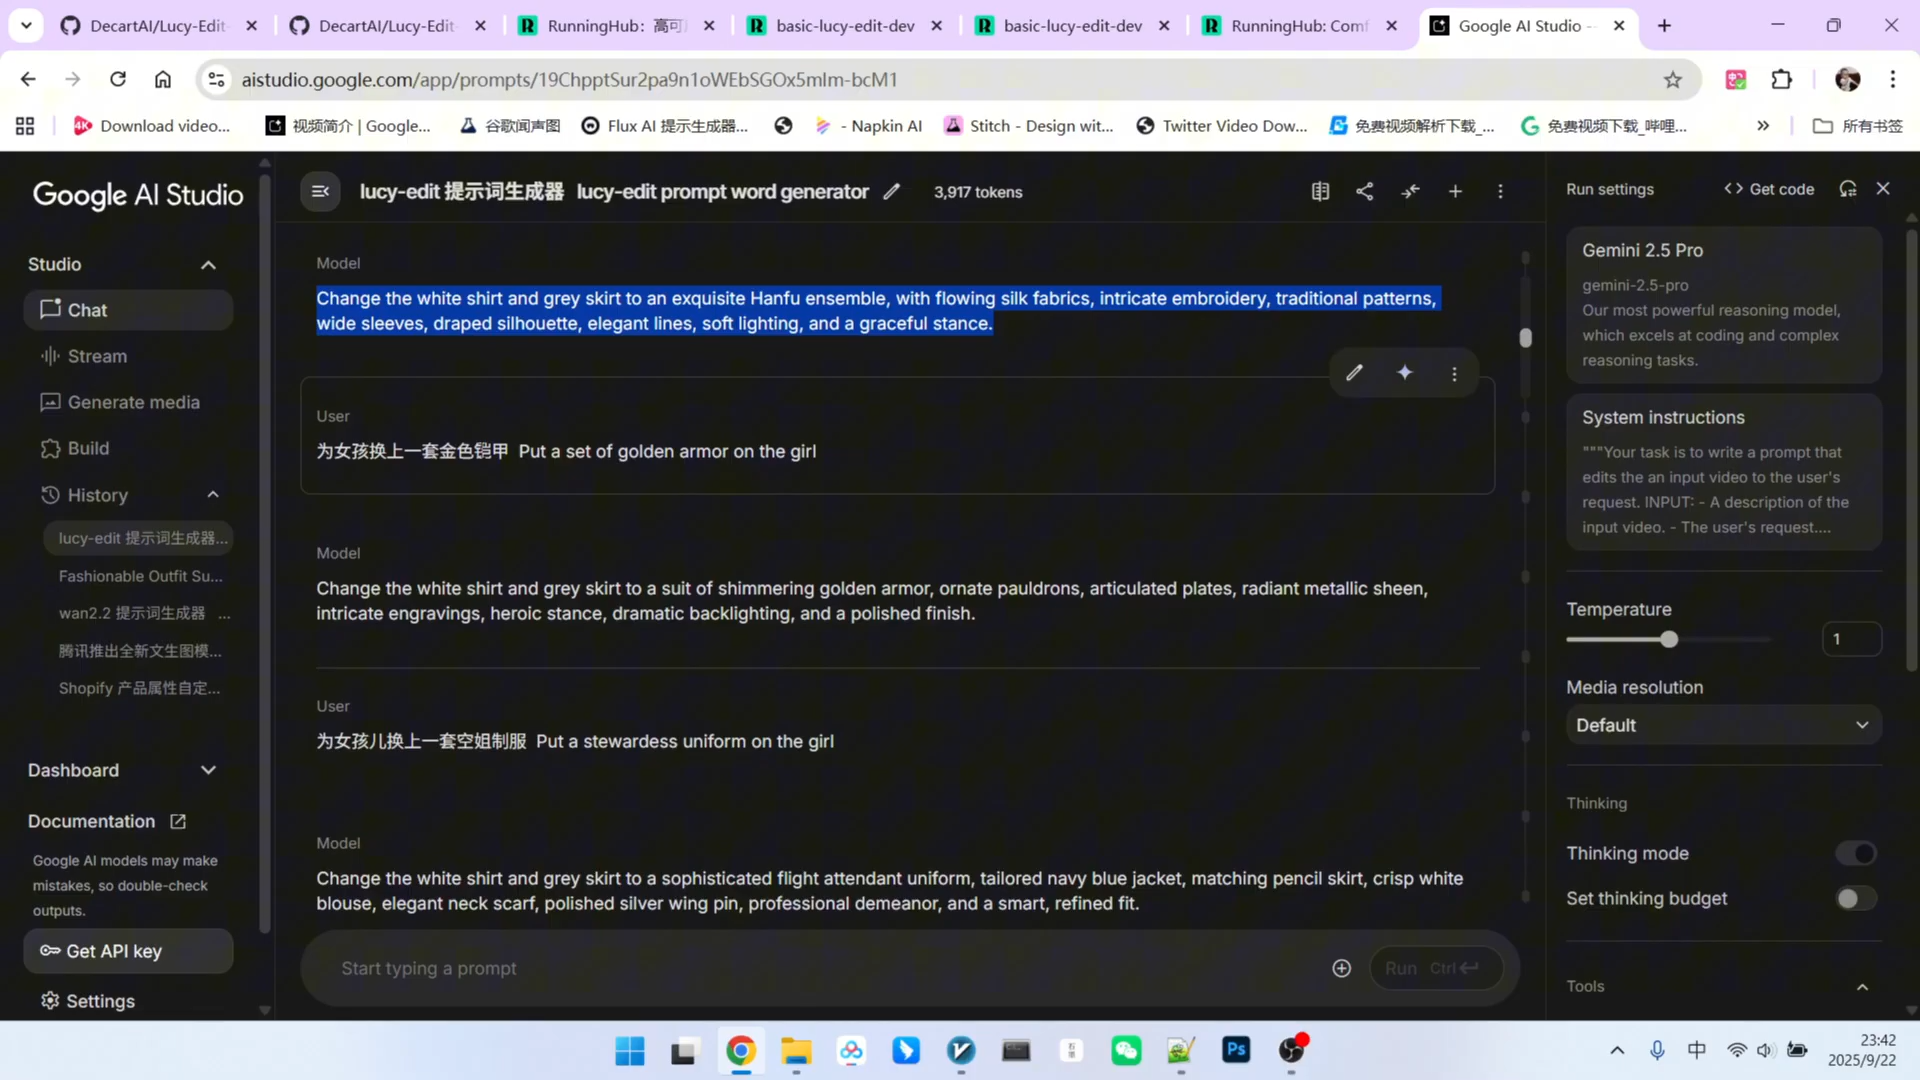 DecartAI/Lucy-Edit-
DecartAI/Lucy-Edit-
RunningHub: 高可
basic-lucy-edit-dev
basic-lucy-edit-dev
RunningHub: Comf
Google AI Studio -
aistudio.google.com/app/prompts/19ChpptSur2pa9n1oWEbSGOx5mIm-bcM1
Download video...
视频简介 | Google...
谷歌闻声图
Flux AI 提示生成器...
- Napkin AI
Stitch - Design wit...
Twitter Video Dow...
免费视频解析下载_...
免费视频下载_哔哩...
所有书签
Google AI Studio
Studio
Chat
Stream
Generate media
Build
History
lucy-edit 提示词生成器...
Fashionable Outfit Su...
wan2.2 提示词生成器 ...
腾讯推出全新文生图模...
Shopify 产品属性自定...
Dashboard
Documentation
Google AI models may make
mistakes, so double-check
outputs.
Get API key
Settings
lucy-edit 提示词生成器 lucy-edit prompt word generator
3,917 tokens
Model
Change the white shirt and grey skirt to an exquisite Hanfu ensemble, with flowing silk fabrics, intricate embroidery, traditional patterns,
wide sleeves, draped silhouette, elegant lines, soft lighting, and a graceful stance.
User
为女孩换上一套金色铠甲 Put a set of golden armor on the girl
Model
Change the white shirt and grey skirt to a suit of shimmering golden armor, ornate pauldrons, articulated plates, radiant metallic sheen,
intricate engravings, heroic stance, dramatic backlighting, and a polished finish.
User
为女孩儿换上一套空姐制服 Put a stewardess uniform on the girl
Model
Change the white shirt and grey skirt to a sophisticated flight attendant uniform, tailored navy blue jacket, matching pencil skirt, crisp white
blouse, elegant neck scarf, polished silver wing pin, professional demeanor, and a smart, refined fit.
Start typing a prompt
Run Ctrl
Run settings
Get code
Gemini 2.5 Pro
gemini-2.5-pro
Our most powerful reasoning model,
which excels at coding and complex
reasoning tasks.
System instructions
"""Your task is to write a prompt that
edits the an input video to the user's
request. INPUT: - A description of the
input video. - The user's request....
Temperature
1
Media resolution
Default
Thinking
Thinking mode
Set thinking budget
Tools
Ps
中
23:42
2025/9/22